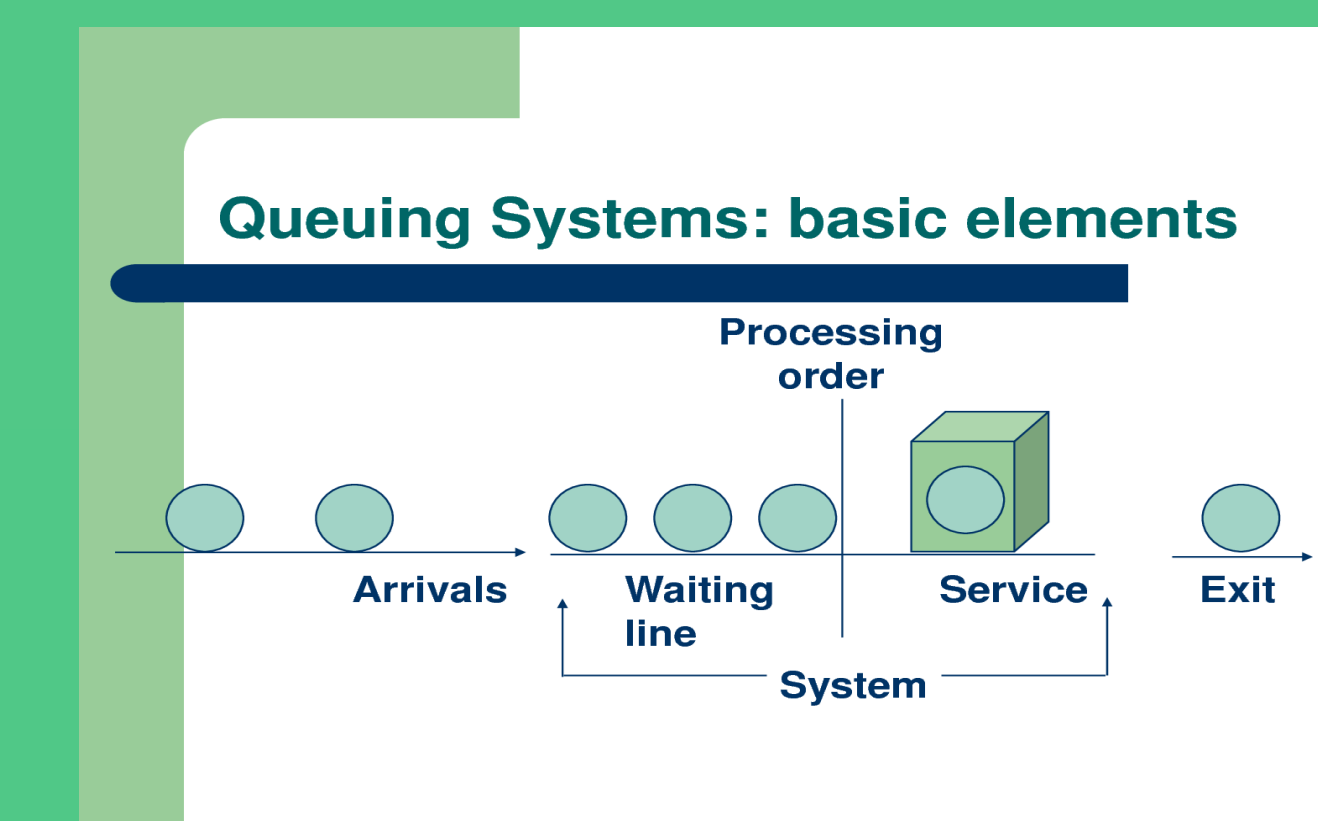 Queuing Systems: basic elements
Processing
order
Arrivals
Waiting
line
Service
Exit
System